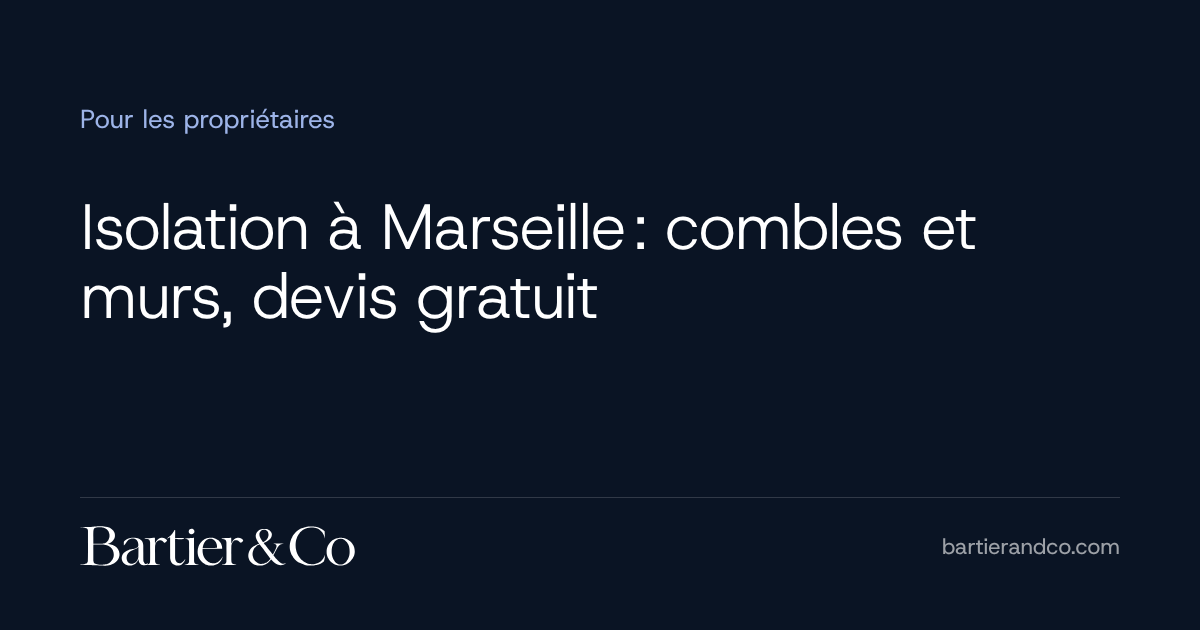 Pour les propriétaires
Isolation à Marseille : combles et
murs, devis gratuit
Bartier & Co
bartierandco.com